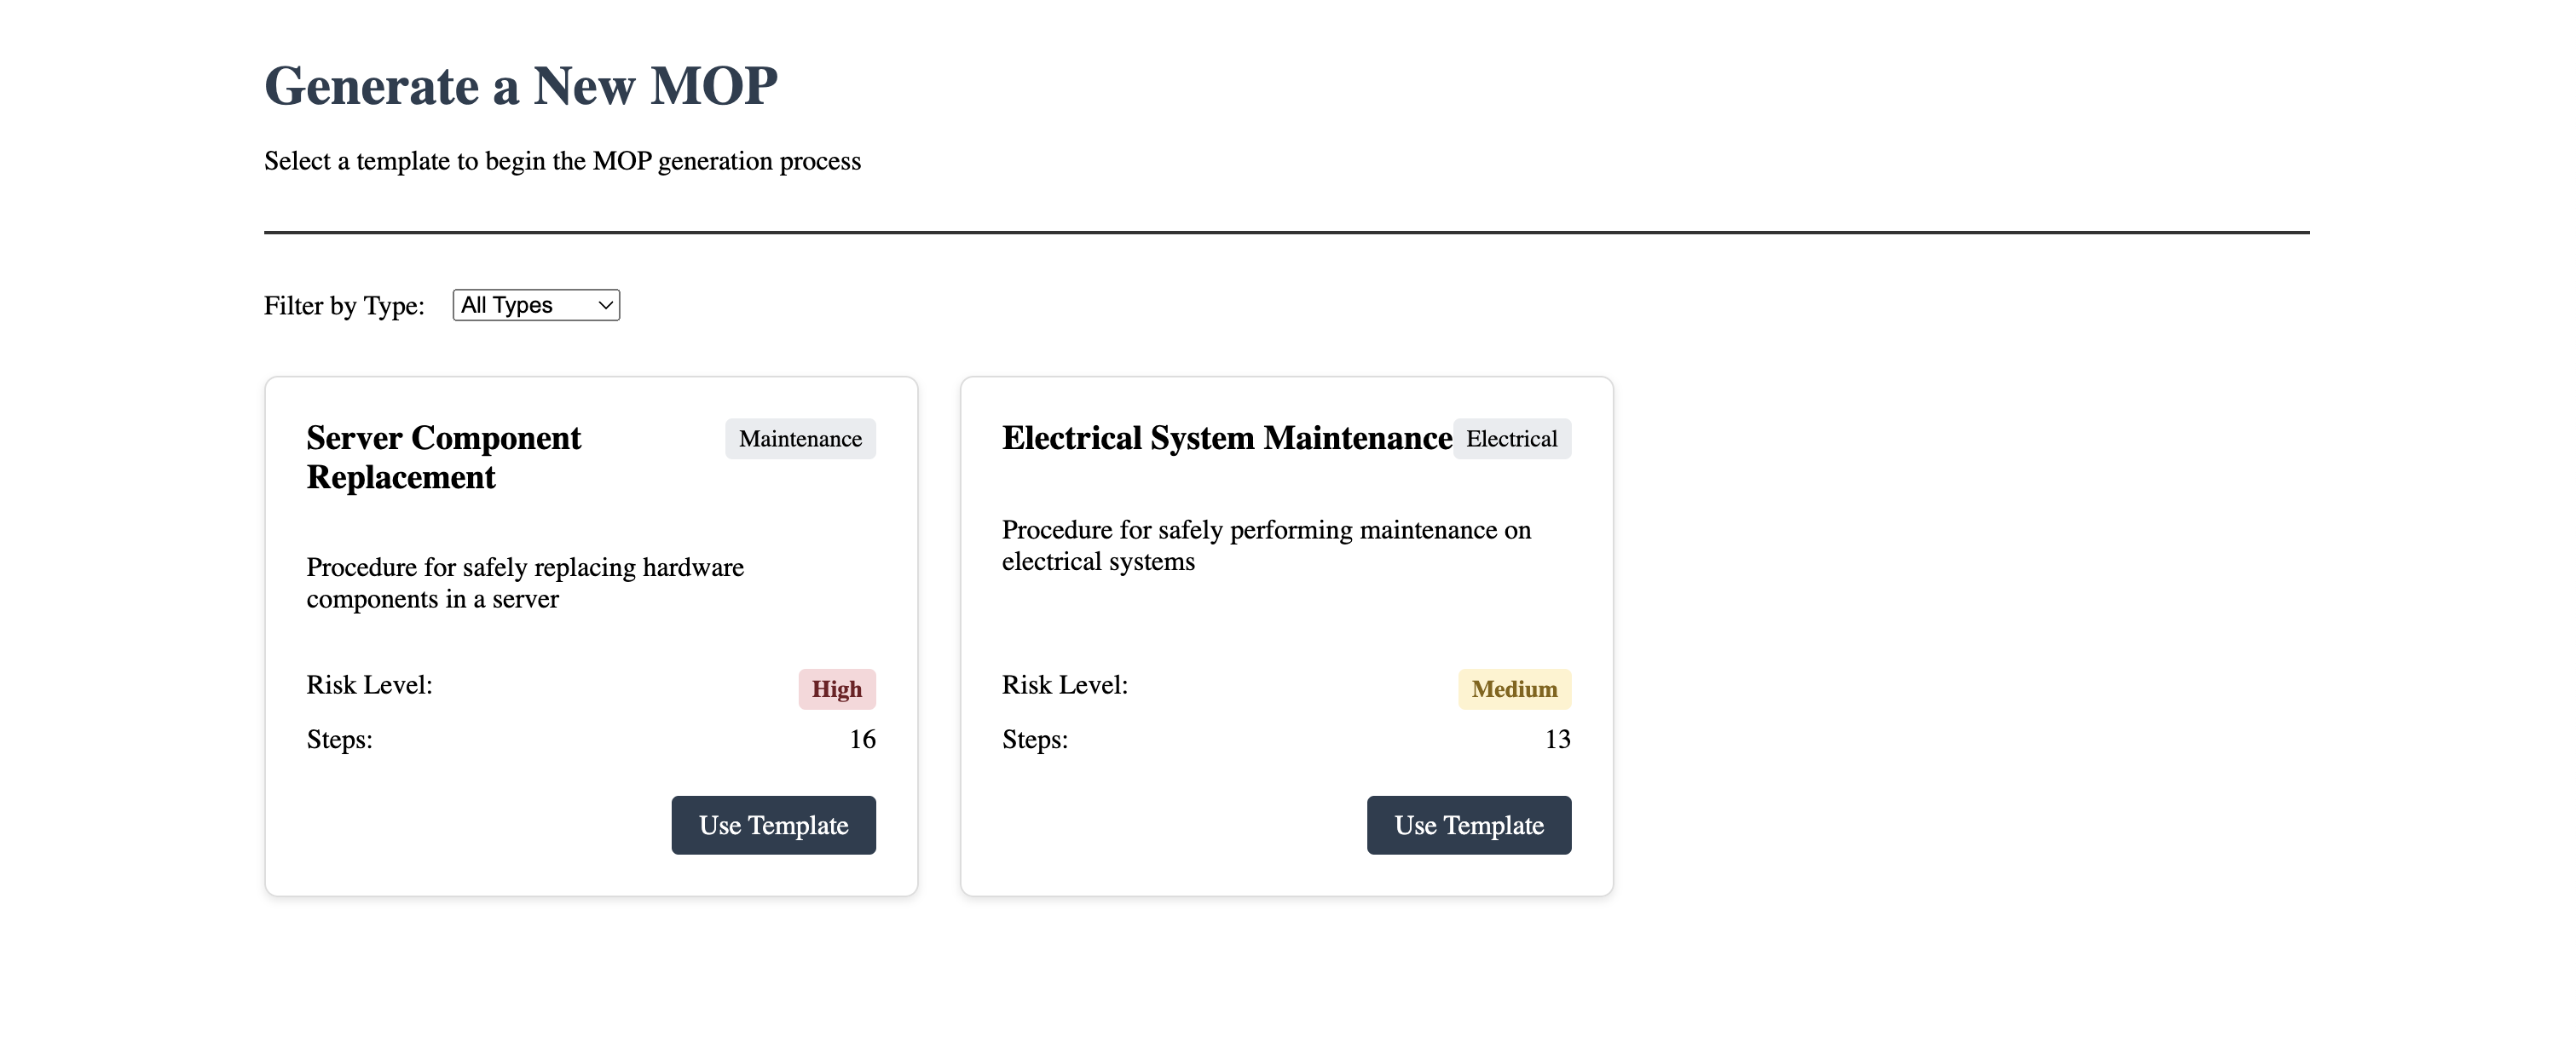 Generate a New MOP
Select a template to begin the MOP generation process
Filter by Type: All Types
Server Component
Replacement
Maintenance
Procedure for safely replacing hardware
components in a server
Risk Level: High
Steps: 16
Use Template
Electrical System Maintenance
Electrical
Procedure for safely performing maintenance on
electrical systems
Risk Level: Medium
Steps: 13
Use Template